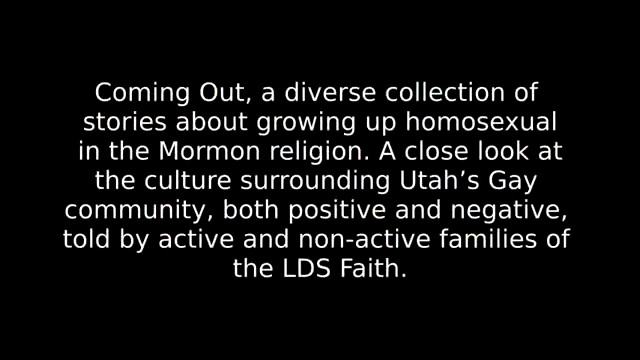 Coming Out, a diverse collection of
stories about growing up homosexual
in the Mormon religion. A close look at
the culture surrounding Utah’s Gay
community, both positive and negative,
told by active and non-active families of
the LDS Faith.